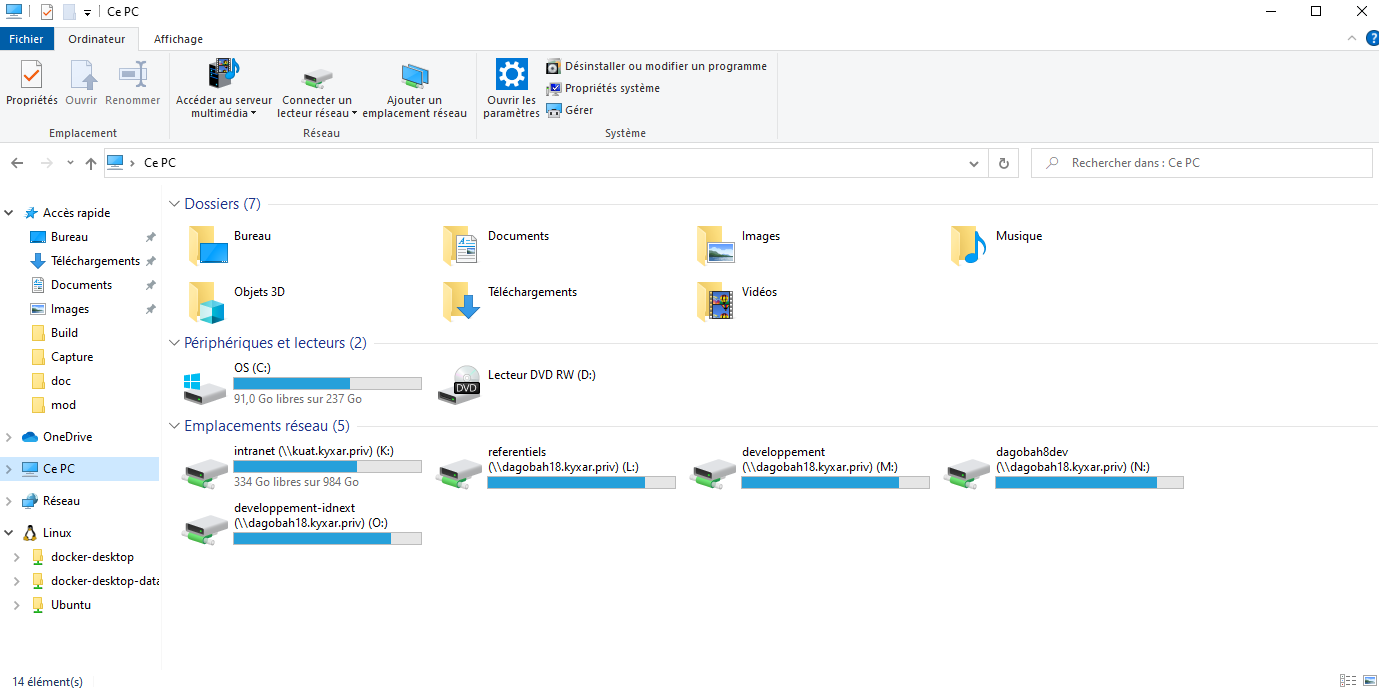 Ce PC
Fichier
Ordinateur
Affichage
?
Propriétés
Ouvrir
Renommer
Emplacement
Accéder au serveur
multimédia
Connecter un
lecteur réseau
Ajouter un
emplacement réseau
Réseau
Ouvrir les
paramètres
Désinstaller ou modifier un programme
Propriétés système
Gérer
Système
Ce PC
Rechercher dans : Ce PC
Accès rapide
Bureau
Téléchargements
Documents
Images
Build
Capture
doc
mod
OneDrive
Ce PC
Réseau
Linux
docker-desktop
docker-desktop-data
Ubuntu
Dossiers (7)
Bureau
Documents
Images
Musique
Objets 3D
Téléchargements
Vidéos
Périphériques et lecteurs (2)
OS (C:)
91,0 Go libres sur 237 Go
DVD
Lecteur DVD RW (D:)
Emplacements réseau (5)
intranet (\\kuat.kyxar.priv) (K:)
334 Go libres sur 984 Go
referentiels
(\\dagobah18.kyxar.priv) (L:)
developpement
(\\dagobah18.kyxar.priv) (M:)
dagobah8dev
(\\dagobah18.kyxar.priv) (N:)
developpement-idnext
(\\dagobah18.kyxar.priv) (O:)
14 élément(s)